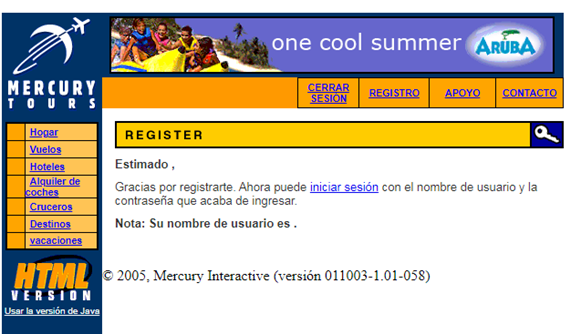 one cool summer ARUBA
MERCURY
TOURS
CERRAR SESIÓN
REGISTRO
APOYO
CONTACTO
Hogar
Vuelos
Hoteles
Alquiler de
coches
Cruceros
Destinos
vacaciones
HTML
VERSION
Usar la versión de Java
REGISTER
Estimado ,
Gracias por registrarte. Ahora puede iniciar sesión con el nombre de usuario y la
contraseña que acaba de ingresar.
Nota: Su nombre de usuario es .
© 2005, Mercury Interactive (versión 011003-1.01-058)